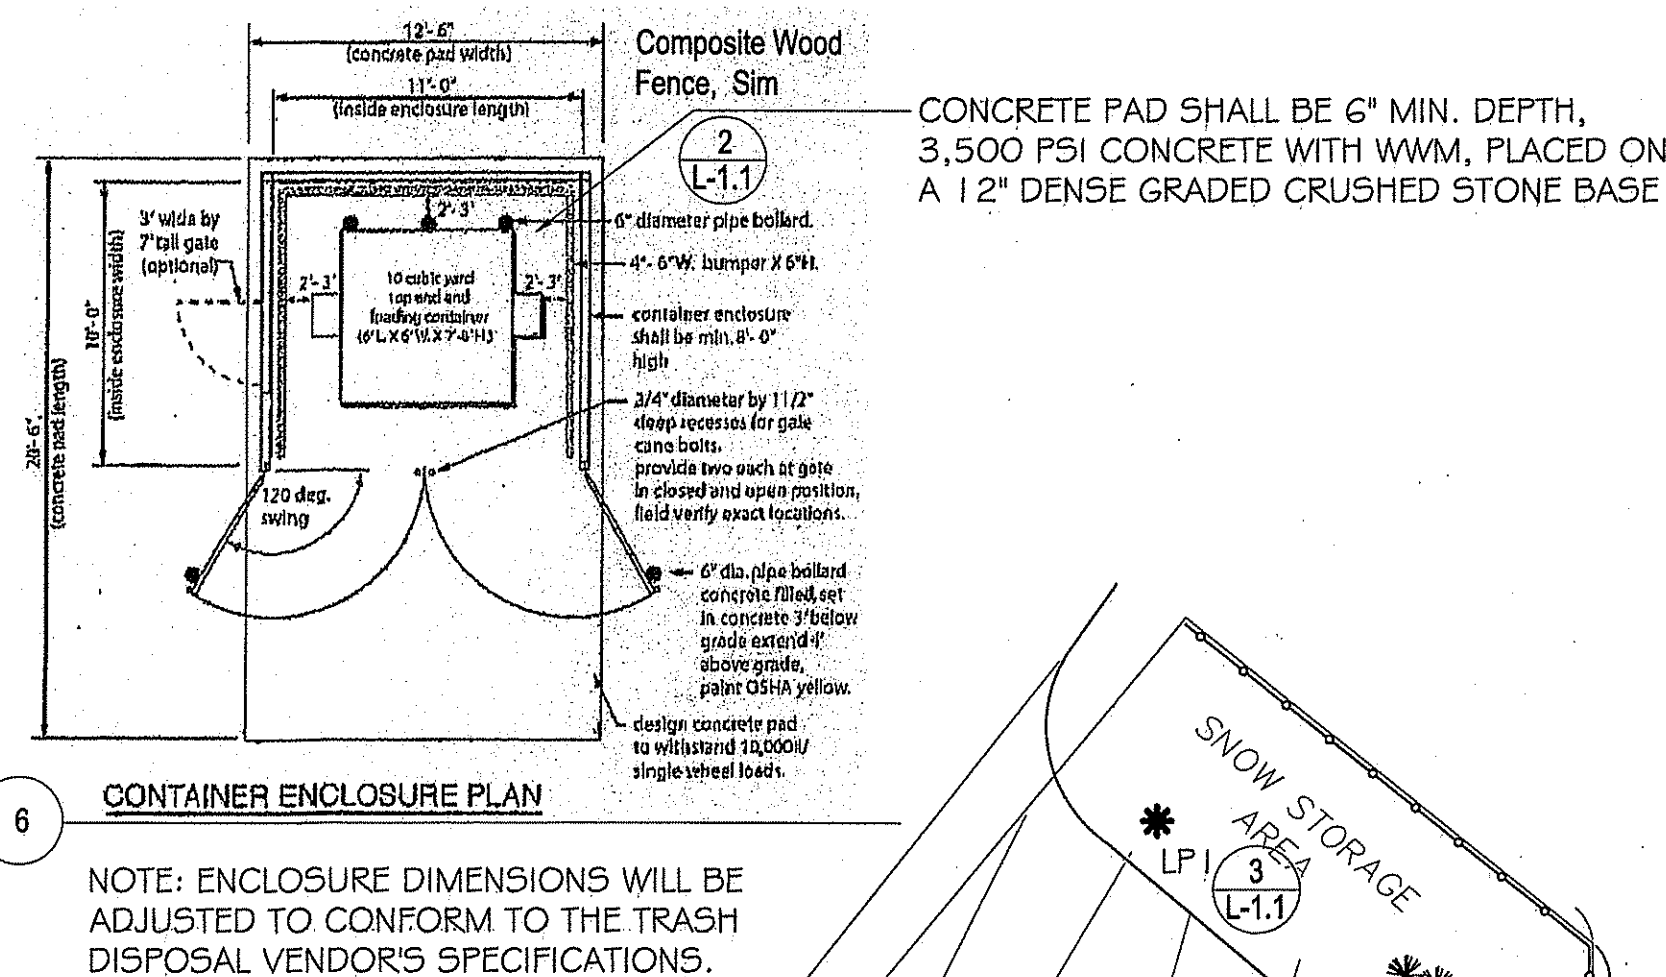 12'-6"
(concrete pad width)
11'-0"
(inside enclosure length)
Composite Wood
Fence, Sim
2
L-1.1
CONCRETE PAD SHALL BE 6" MIN. DEPTH,
3,500 PSI CONCRETE WITH WWM, PLACED ON
A 12" DENSE GRADED CRUSHED STONE BASE
3' wide by
7' tall gate
(optional)
2'-3'
2'-3'
2'-3'
10 cubic yard
top and end
loading container
(6'L X 6'W. X 7'-0"H.)
10'-0"
(inside enclosure width)
(concrete pad length)
6" diameter pipe bollard.
bumper X 6"H.
container enclosure
shall be min. 8'-0"
high
3/4" diameter by 1 1/2"
deep recesses for gate
cane bolts.
provide two each at gate
in closed and open position,
field verify exact locations.
120 deg.
swing
6" dia. pipe bollard
concrete filled, set
in concrete 3' below
grade extend 4'
above grade,
paint OSHA yellow.
design concrete pad
to withstand
single wheel loads.
6
CONTAINER ENCLOSURE PLAN
NOTE: ENCLOSURE DIMENSIONS WILL BE
ADJUSTED TO CONFORM TO THE TRASH
DISPOSAL VENDOR'S SPECIFICATIONS.
SNOW STORAGE
AREA
LP1
3
L-1.1